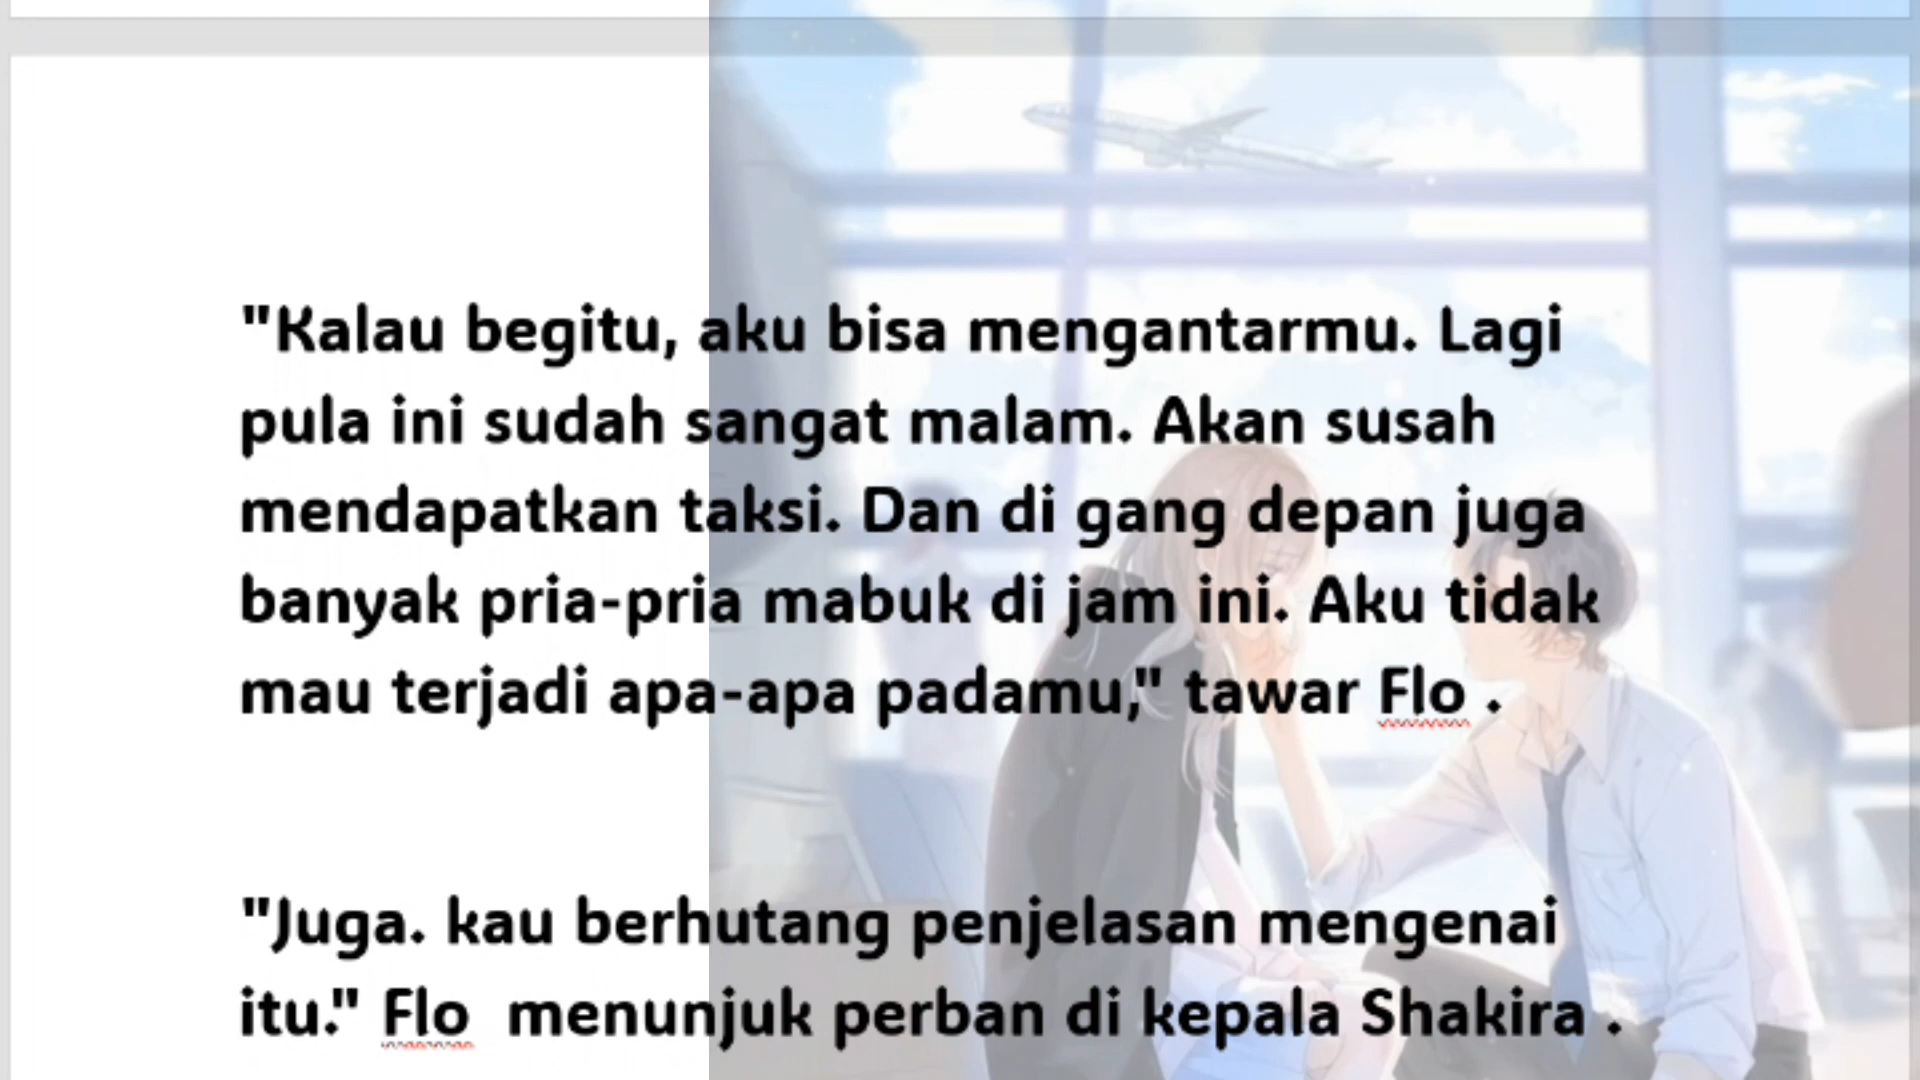 "Kalau begitu, aku bisa mengantarmu. Lagi
pula ini sudah sangat malam. Akan susah
mendapatkan taksi. Dan di gang depan juga
banyak pria-pria mabuk di jam ini. Aku tidak
mau terjadi apa-apa padamu," tawar Flo .
"Juga. kau berhutang penjelasan mengenai
itu." Flo  menunjuk perban di kepala Shakira .